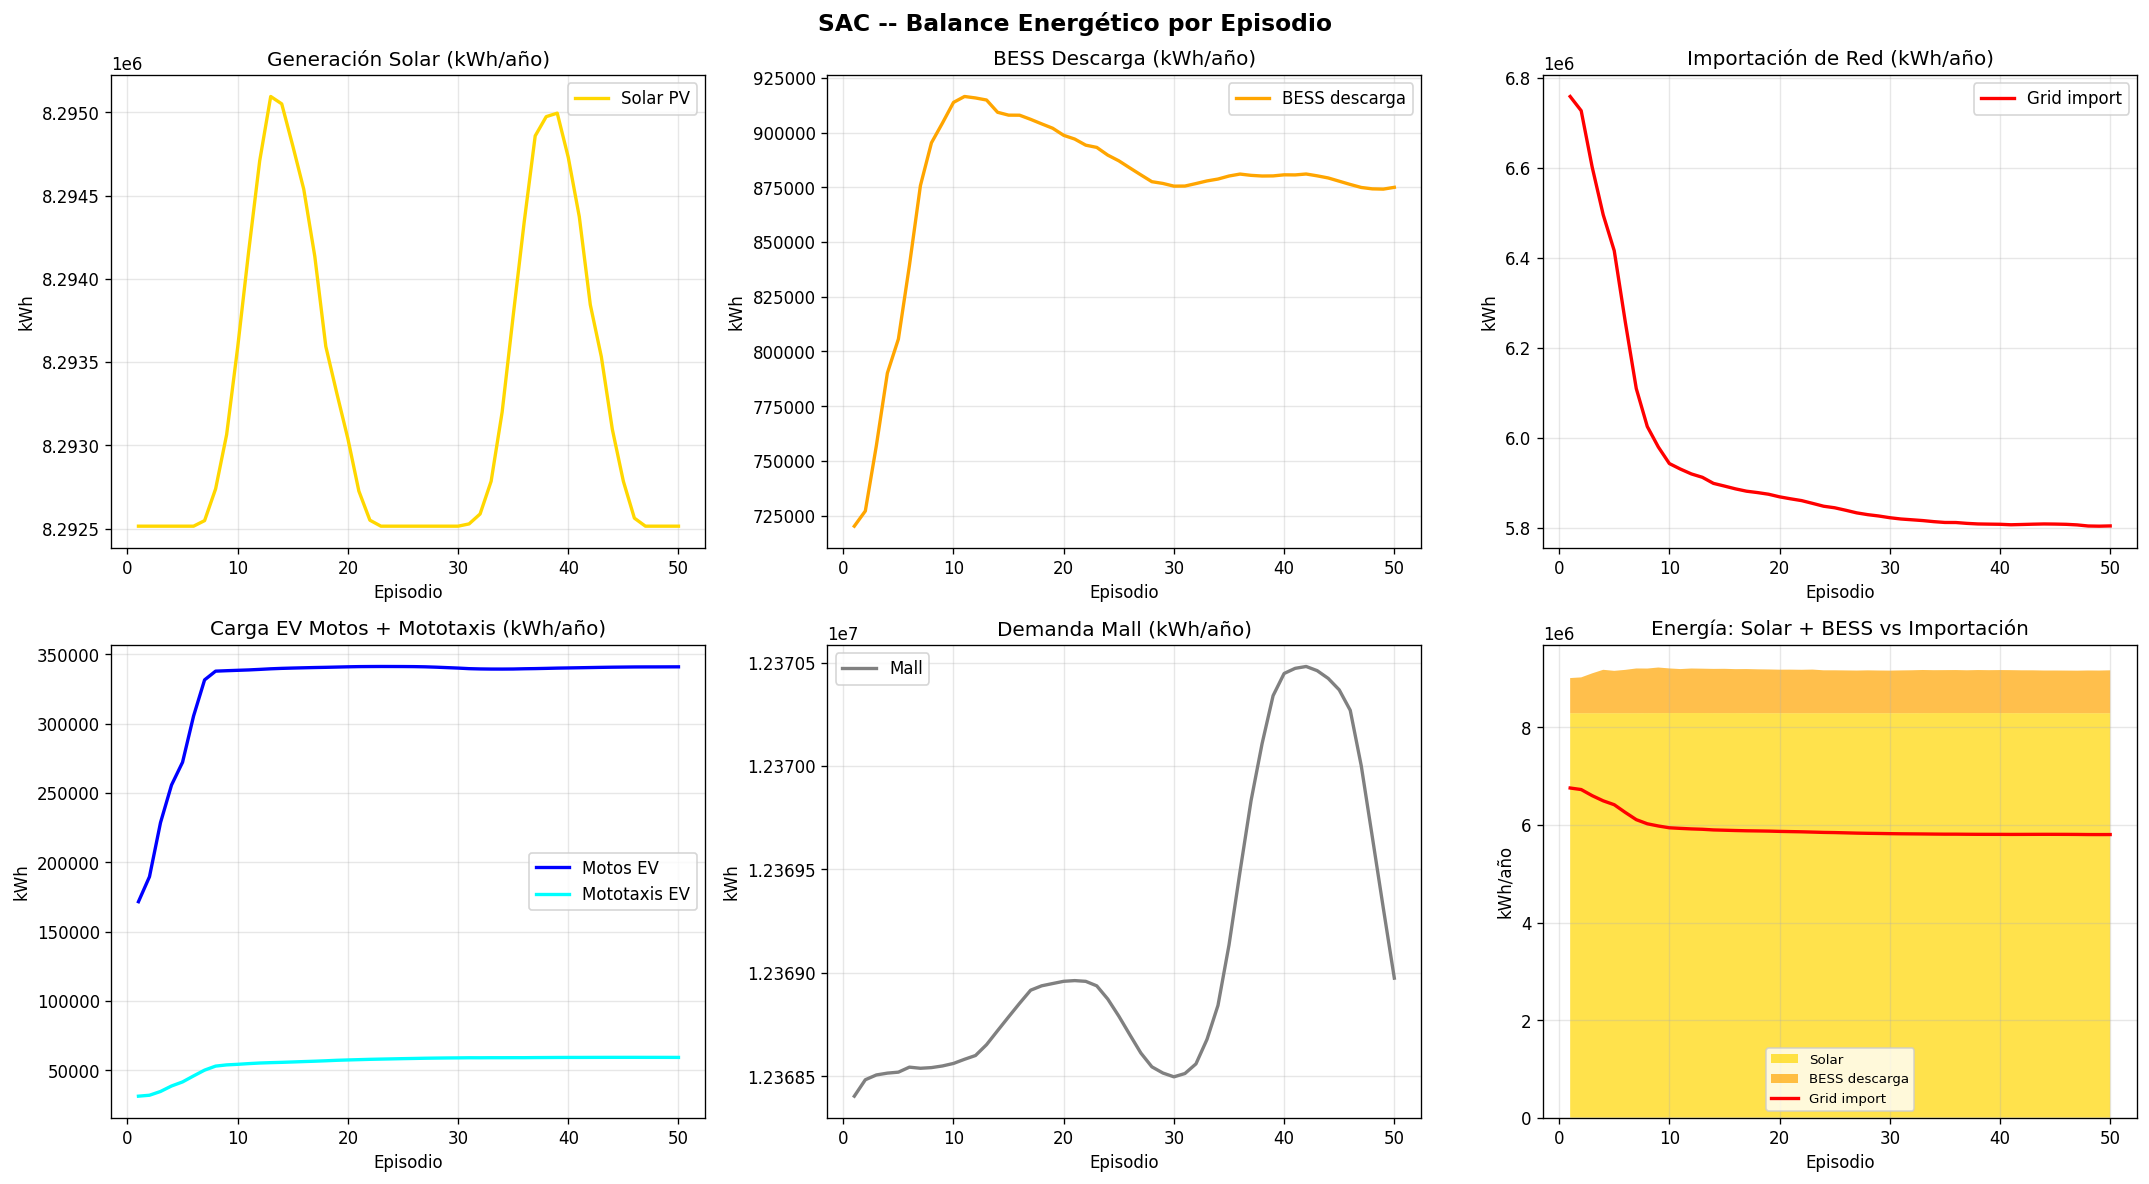 SAC -- Balance Energético por Episodio
Generación Solar (kWh/año)
1e6
Solar PV
8.2950
8.2945
8.2940
8.2935
8.2930
8.2925
kWh
0 10 20 30 40 50
Episodio
BESS Descarga (kWh/año)
BESS descarga
925000
900000
875000
850000
825000
800000
775000
750000
725000
kWh
0 10 20 30 40 50
Episodio
Importación de Red (kWh/año)
1e6
Grid import
6.8
6.6
6.4
6.2
6.0
5.8
kWh
0 10 20 30 40 50
Episodio
Carga EV Motos + Mototaxis (kWh/año)
350000
300000
250000
200000
150000
100000
50000
kWh
Motos EV
Mototaxis EV
0 10 20 30 40 50
Episodio
Demanda Mall (kWh/año)
1e7
Mall
1.23705
1.23700
1.23695
1.23690
1.23685
kWh
0 10 20 30 40 50
Episodio
Energía: Solar + BESS vs Importación
1e6
8
6
4
2
0
kWh/año
Solar
BESS descarga
Grid import
0 10 20 30 40 50
Episodio